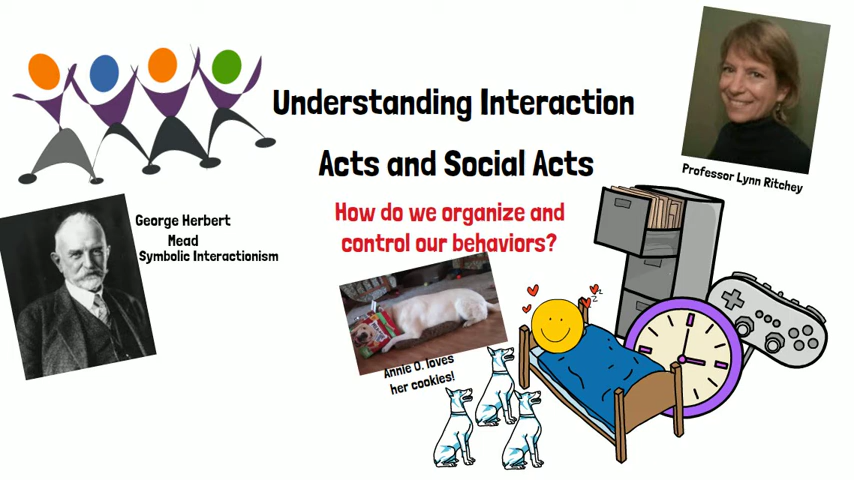 Understanding Interaction
Acts and Social Acts
How do we organize and
control our behaviors?
Professor Lynn Ritchey
George Herbert
Mead
Symbolic Interactionism
Annie O. loves
her cookies!
z
z